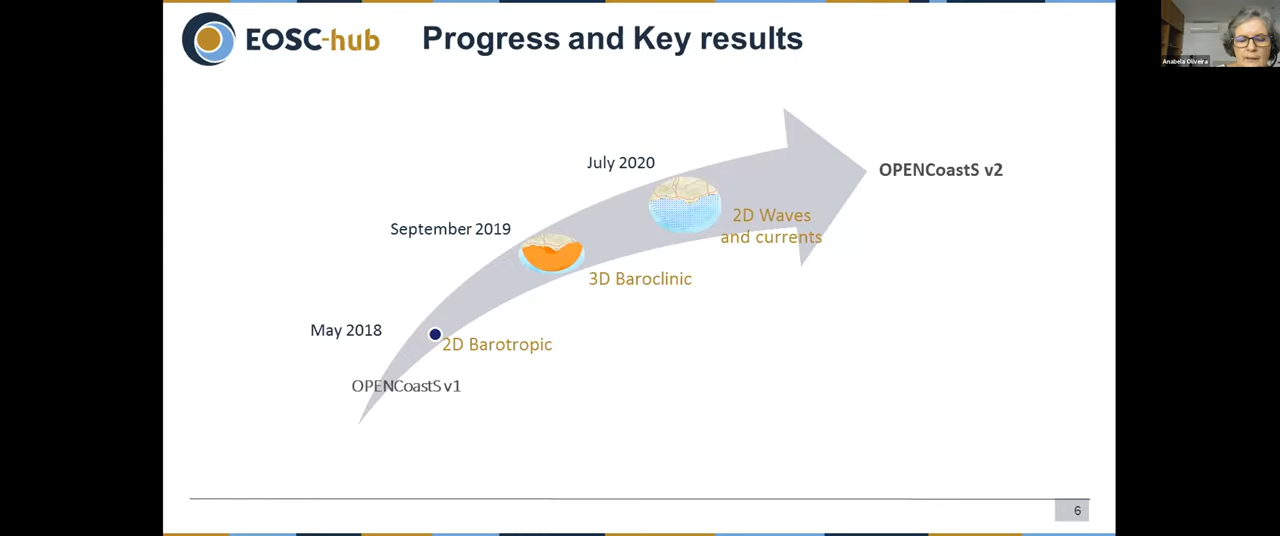 EOSC-hub
Progress and Key results
Anabela Oliveira
July 2020
OPENCoastS v2
2D Waves
and currents
September 2019
3D Baroclinic
May 2018
2D Barotropic
OPENCoastS v1
6